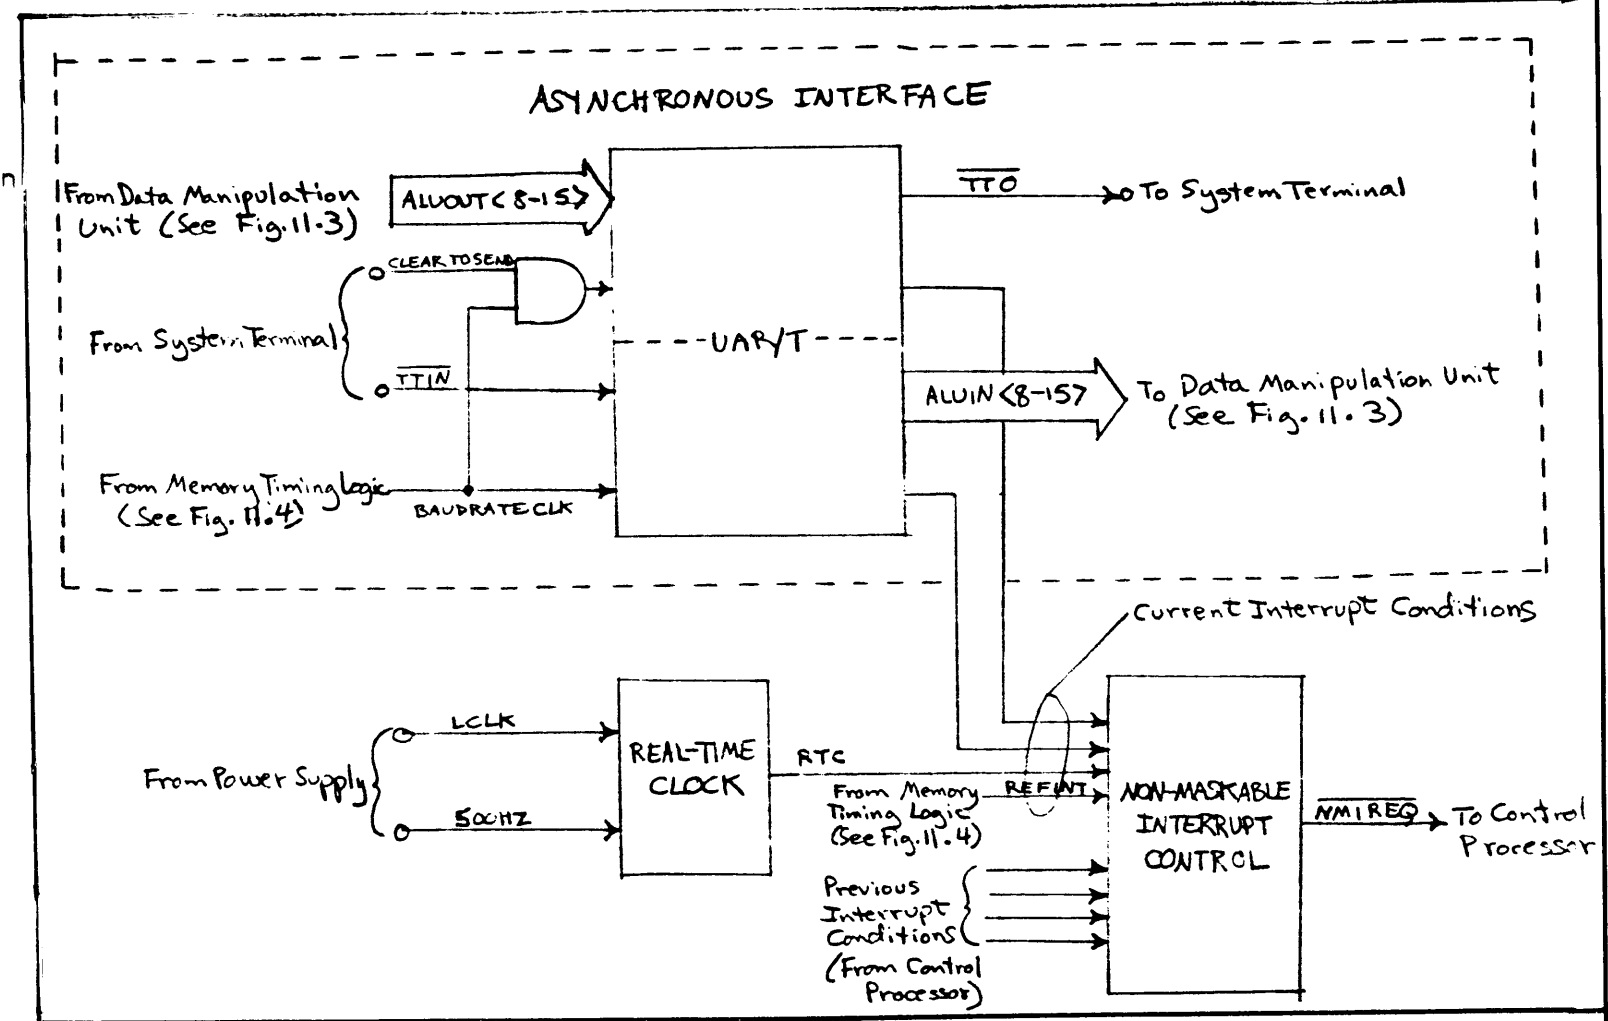 ASYNCHRONOUS INTERFACE
n
From Data Manipulation
Unit (See Fig. 11.3)
ALUOUT<8-15>
TTO
To System Terminal
CLEAR TO SEND
From System Terminal
UAR/T
TTIN
ALUIN<8-15>
To Data Manipulation Unit
(See Fig. 11.3)
From Memory Timing Logic
(See Fig. 11.4)
BAUDRATECLK
Current Interrupt Conditions
LCLK
From Power Supply
500HZ
REAL-TIME
CLOCK
RTC
From Memory
Timing Logic
(See Fig. 11.4)
REFINT
NON-MASKABLE
INTERRUPT
CONTROL
NMIREQ
To Control
Processor
Previous
Interrupt
Conditions
(From Control
Processor)